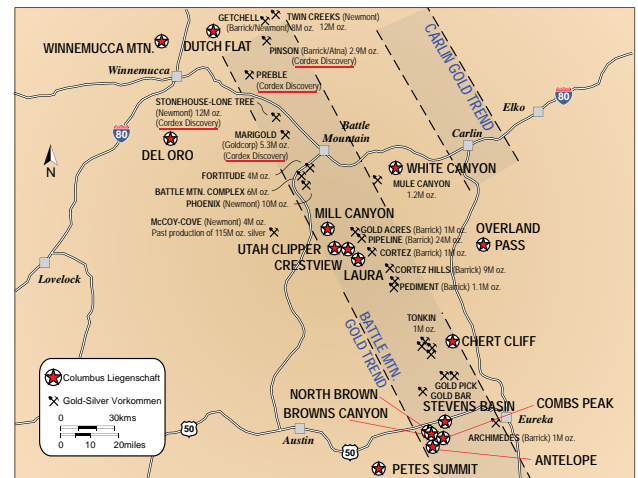 GETCHELL
(Barrick/Newmont) 8M oz.
TWIN CREEKS (Newmont)
12M oz.
WINNEMUCCA MTN.
DUTCH FLAT
PINSON (Barrick/Atna) 2.9M oz.
(Cordex Discovery)
Winnemucca
PREBLE
(Cordex Discovery)
CARLIN GOLD TREND
80
Elko
STONEHOUSE-LONE TREE
(Newmont) 12M oz.
(Cordex Discovery)
80
MARIGOLD
(Goldcorp) 5.3M oz.
(Cordex Discovery)
Battle
Mountain
Carlin
DEL ORO
N
FORTITUDE 4M oz.
WHITE CANYON
BATTLE MTN. COMPLEX 6M oz.
MULE CANYON
1.2M oz.
PHOENIX (Newmont) 10M oz.
MILL CANYON
McCOY-COVE (Newmont) 4M oz.
Past production of 115M oz. silver
GOLD ACRES (Barrick) 1M oz.
PIPELINE (Barrick) 24M oz.
OVERLAND
PASS
UTAH CLIPPER
CORTEZ (Barrick) 1M oz.
CRESTVIEW
LAURA
CORTEZ HILLS (Barrick) 9M oz.
Lovelock
PEDIMENT (Barrick) 1.1M oz.
BATTLE MTN.
GOLD TREND
TONKIN
1M oz.
CHERT CLIFF
Columbus Liegenschaft
Gold-Silver Vorkommen
0 30kms
0 10 20miles
GOLD PICK
GOLD BAR
NORTH BROWN
STEVENS BASIN
COMBS PEAK
BROWNS CANYON
Eureka
50
Austin
ARCHIMEDES (Barrick) 1M oz.
50
ANTELOPE
PETES SUMMIT